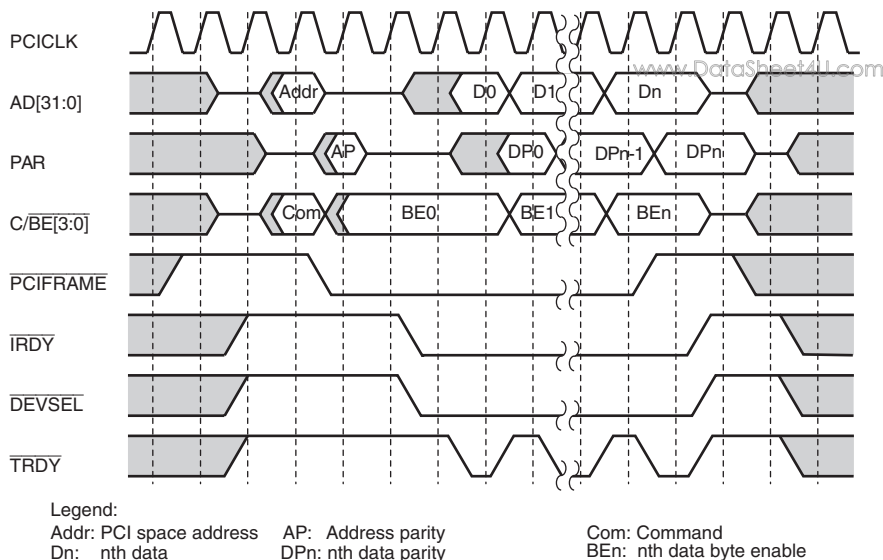 PCICLK
www.DataSheet4U.com
AD[31:0]
Addr
D0
D1
Dn
PAR
AP
DP0
DPn-1
DPn
C/BE[3:0]
Com
BE0
BE1
BEn
PCIFRAME
IRDY
DEVSEL
TRDY
Legend:
Addr: PCI space address AP: Address parity Com: Command
Dn: nth data DPn: nth data parity BEn: nth data byte enable